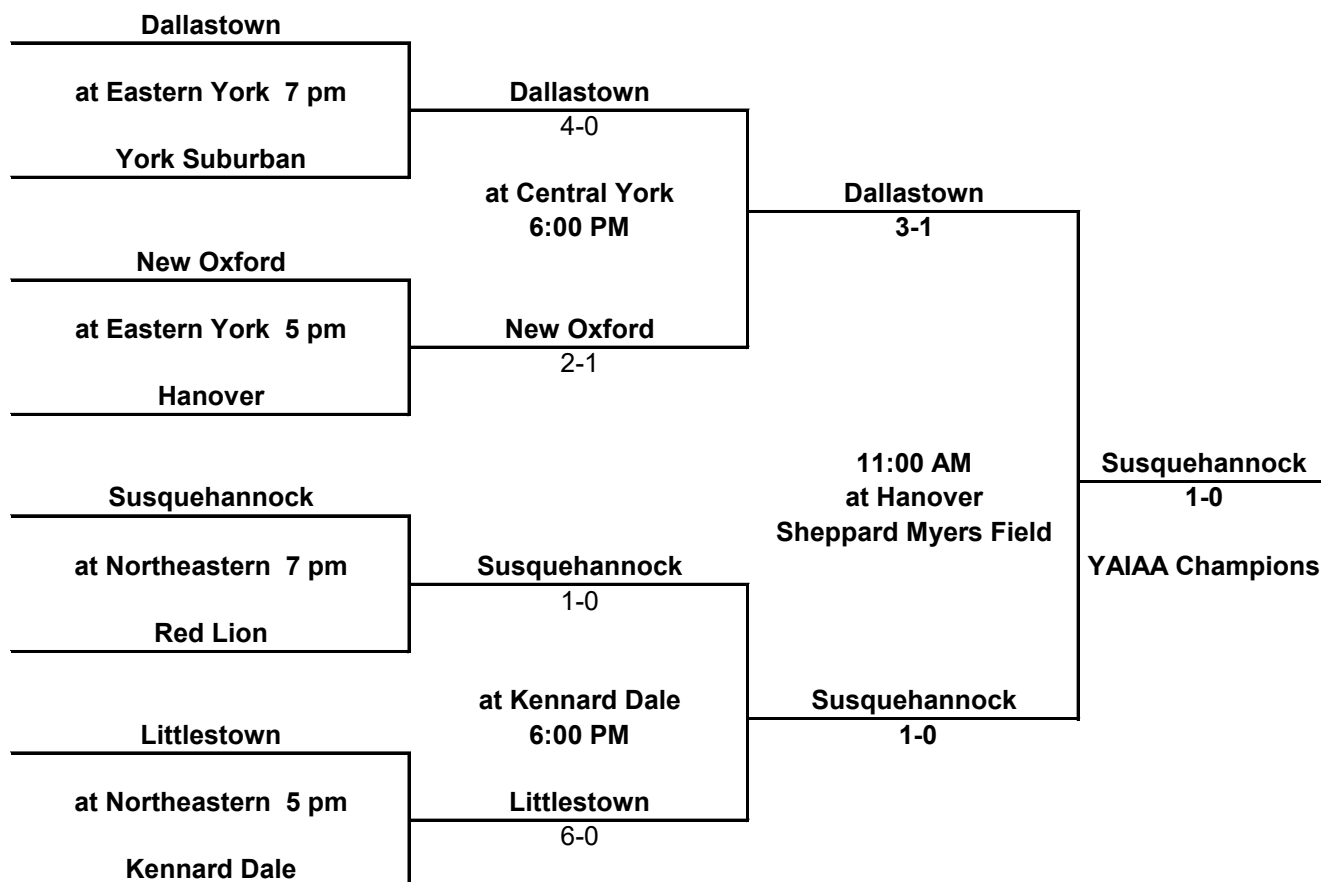 Dallastown
at Eastern York 7 pm
York Suburban
New Oxford
at Eastern York 5 pm
Hanover
Susquehannock
at Northeastern 7 pm
Red Lion
Littlestown
at Northeastern 5 pm
Kennard Dale
Dallastown
4-0
at Central York
6:00 PM
New Oxford
2-1
Susquehannock
1-0
at Kennard Dale
6:00 PM
Littlestown
6-0
Dallastown
3-1
11:00 AM
at Hanover
Sheppard Myers Field
Susquehannock
1-0
Susquehannock
1-0
YAIAA Champions